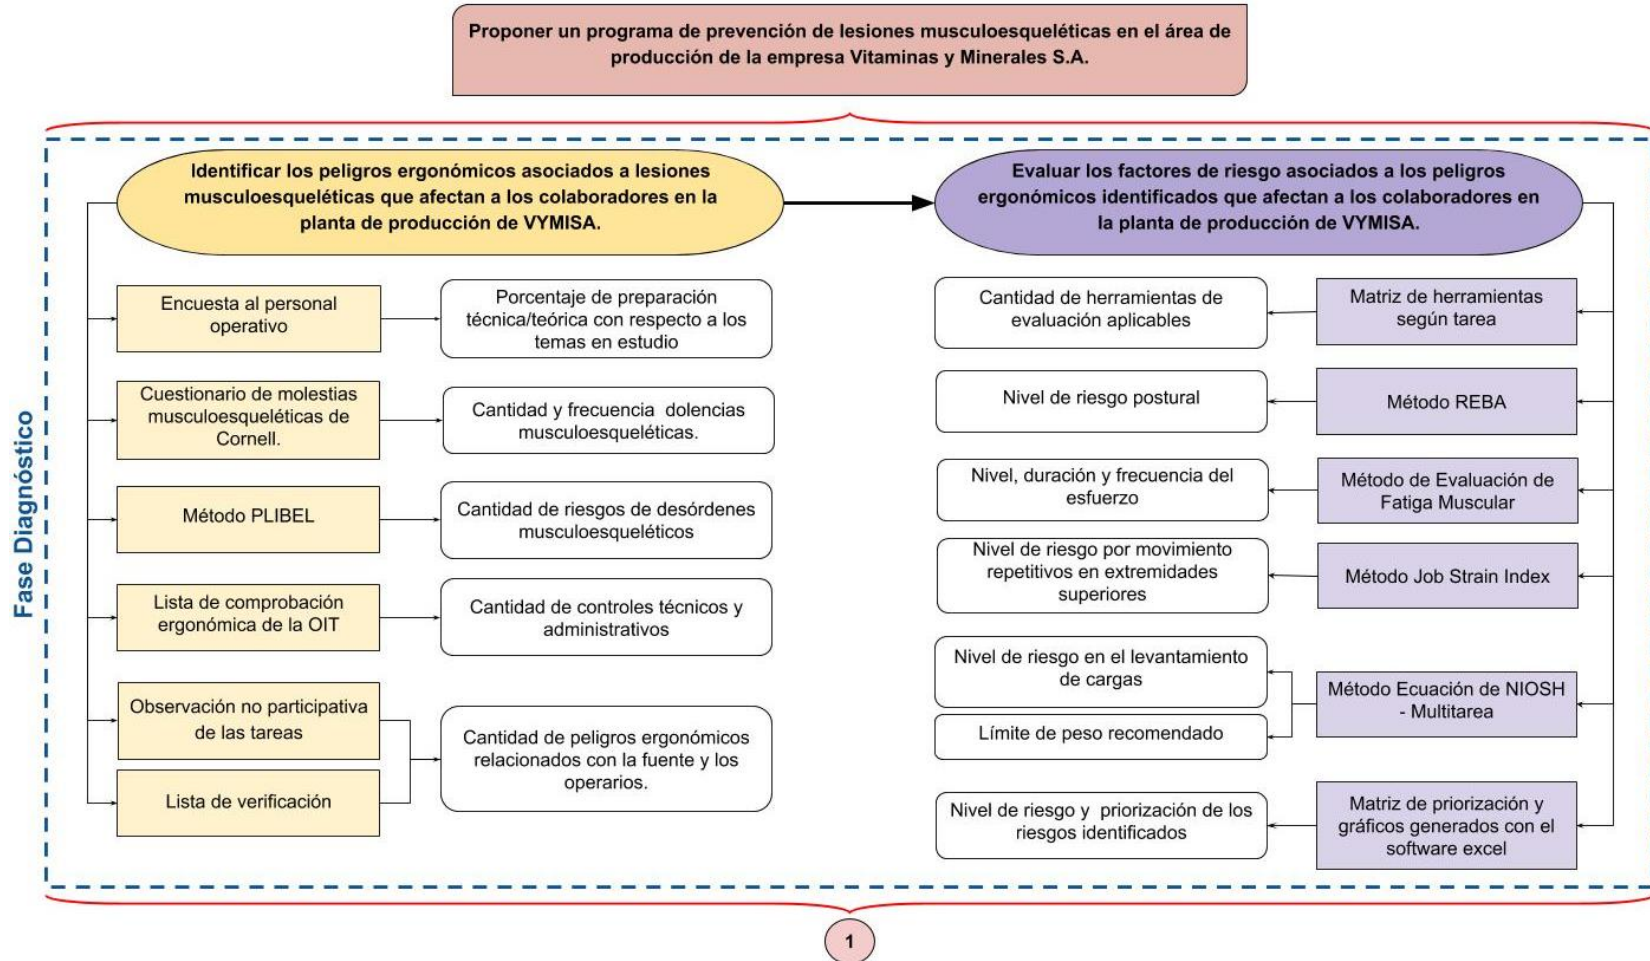 Proponer un programa de prevención de lesiones musculoesqueléticas en el área de
producción de la empresa Vitaminas y Minerales S.A.
Fase Diagnóstico
Identificar los peligros ergonómicos asociados a lesiones
musculoesqueléticas que afectan a los colaboradores en la
planta de producción de VYMISA.
Encuesta al personal
operativo
Porcentaje de preparación
técnica/teórica con respecto a los
temas en estudio
Cuestionario de molestias
musculoesqueléticas de
Cornell.
Cantidad y frecuencia dolencias
musculoesqueléticas.
Método PLIBEL
Cantidad de riesgos de desórdenes
musculoesqueléticos
Lista de comprobación
ergonómica de la OIT
Cantidad de controles técnicos y
administrativos
Observación no participativa
de las tareas
Lista de verificación
Cantidad de peligros ergonómicos
relacionados con la fuente y los
operarios.
Evaluar los factores de riesgo asociados a los peligros
ergonómicos identificados que afectan a los colaboradores en
la planta de producción de VYMISA.
Cantidad de herramientas de
evaluación aplicables
Matriz de herramientas
según tarea
Nivel de riesgo postural
Método REBA
Nivel, duración y frecuencia del
esfuerzo
Método de Evaluación de
Fatiga Muscular
Nivel de riesgo por movimiento
repetitivos en extremidades
superiores
Método Job Strain Index
Nivel de riesgo en el levantamiento
de cargas
Límite de peso recomendado
Método Ecuación de NIOSH
- Multitarea
Nivel de riesgo y priorización de los
riesgos identificados
Matriz de priorización y
gráficos generados con el
software excel
1